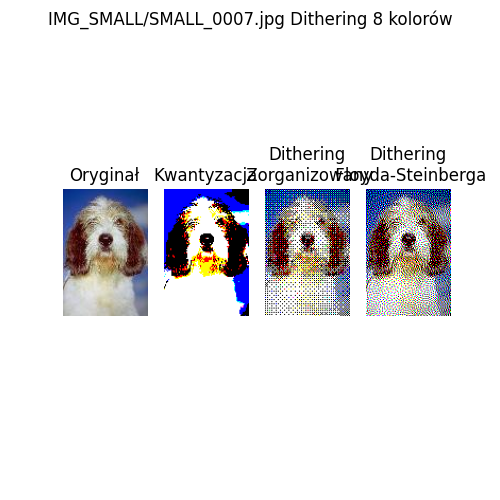 IMG_SMALL/SMALL_0007.jpg Dithering 8 kolorów
Oryginał
Kwantyzacja
Dithering
Zorganizowany
Dithering
Floyda-Steinberga